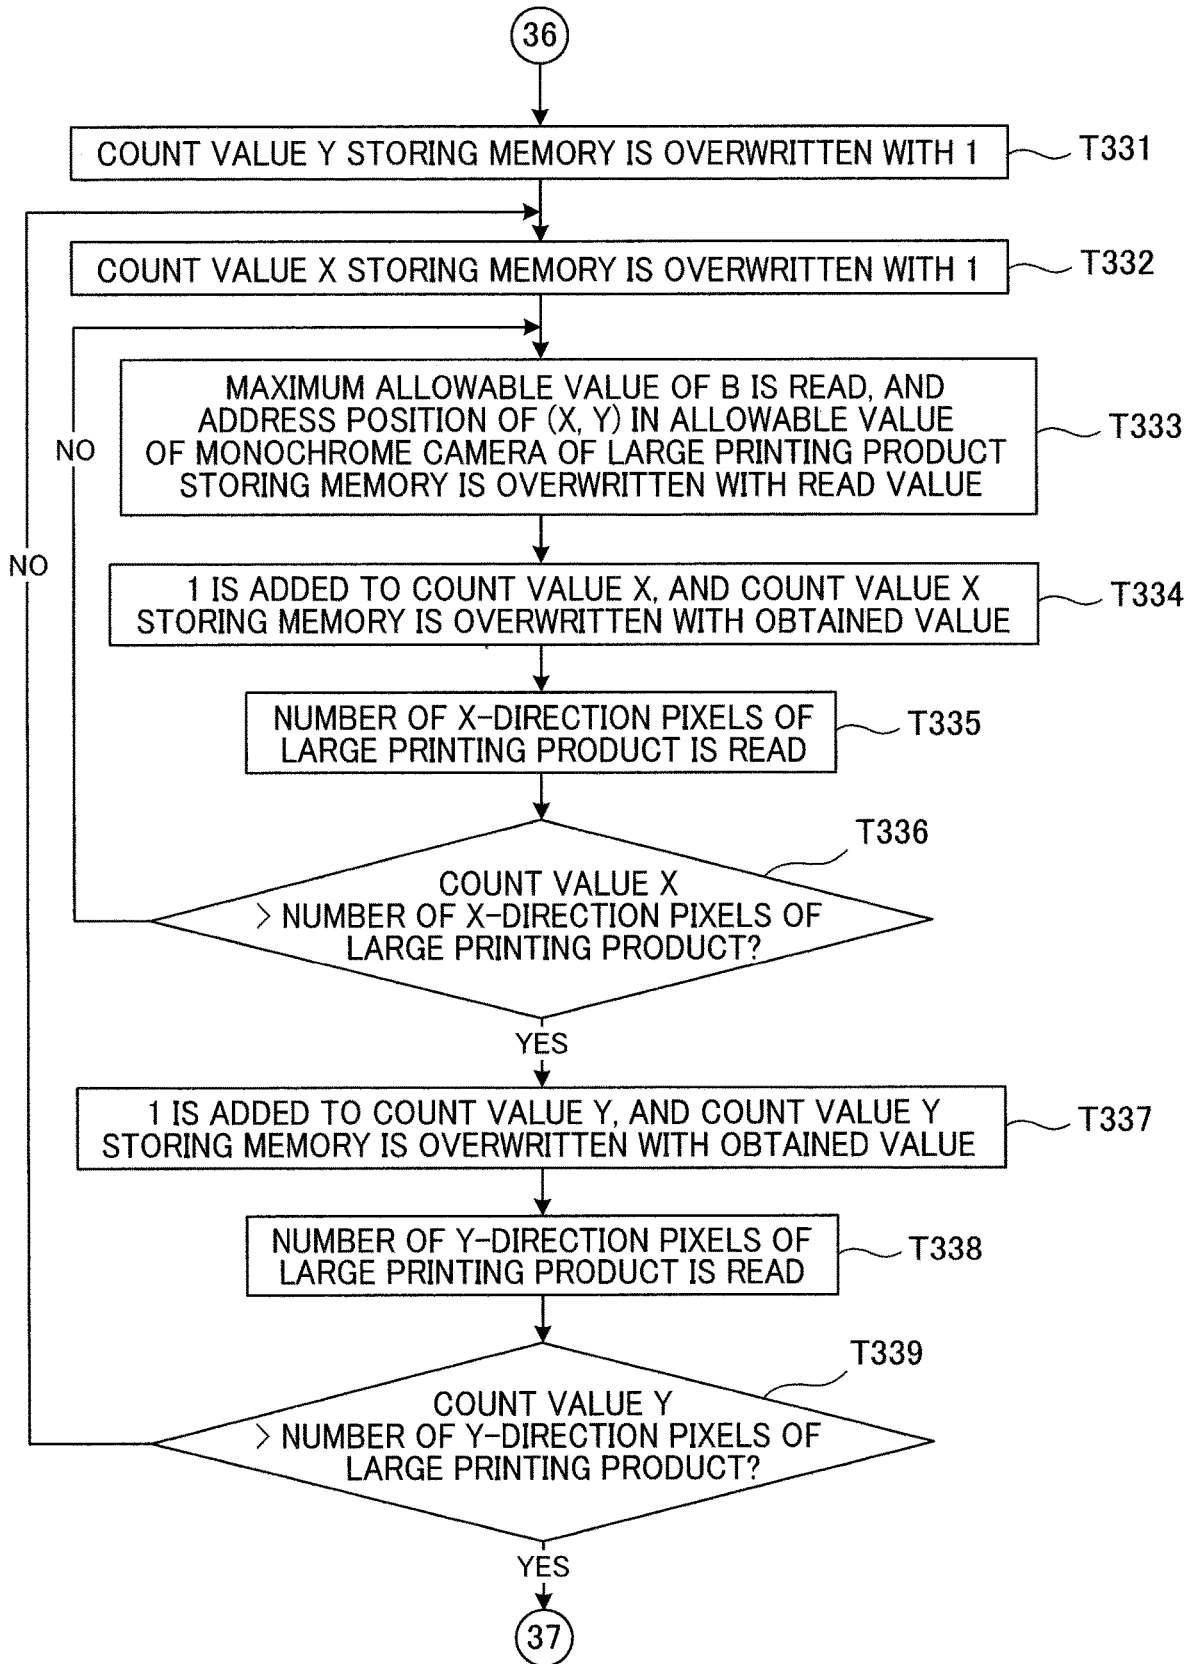 36
COUNT VALUE Y STORING MEMORY IS OVERWRITTEN WITH 1
T331
COUNT VALUE X STORING MEMORY IS OVERWRITTEN WITH 1
T332
MAXIMUM ALLOWABLE VALUE OF B IS READ, AND
ADDRESS POSITION OF (X, Y) IN ALLOWABLE VALUE
OF MONOCHROME CAMERA OF LARGE PRINTING PRODUCT
STORING MEMORY IS OVERWRITTEN WITH READ VALUE
T333
NO
NO
1 IS ADDED TO COUNT VALUE X, AND COUNT VALUE X
STORING MEMORY IS OVERWRITTEN WITH OBTAINED VALUE
T334
NUMBER OF X-DIRECTION PIXELS OF
LARGE PRINTING PRODUCT IS READ
T335
T336
COUNT VALUE X
> NUMBER OF X-DIRECTION PIXELS OF
LARGE PRINTING PRODUCT?
YES
1 IS ADDED TO COUNT VALUE Y, AND COUNT VALUE Y
STORING MEMORY IS OVERWRITTEN WITH OBTAINED VALUE
T337
NUMBER OF Y-DIRECTION PIXELS OF
LARGE PRINTING PRODUCT IS READ
T338
T339
COUNT VALUE Y
> NUMBER OF Y-DIRECTION PIXELS OF
LARGE PRINTING PRODUCT?
YES
37